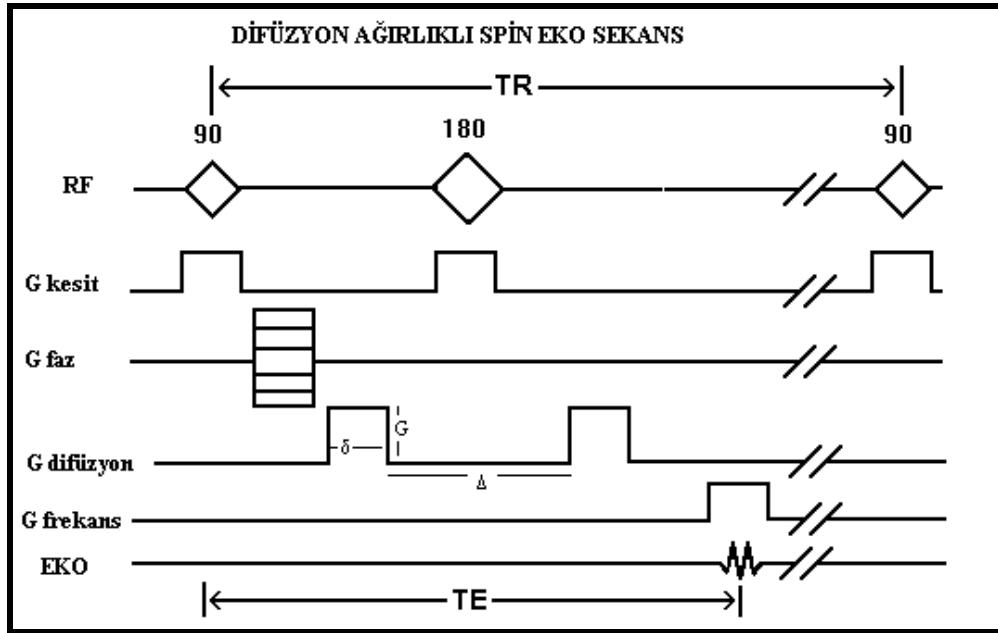 DİFÜZYON AĞIRLIKLI SPİN EKO SEKANS
TR
90
180
90
RF
G kesit
G faz
G
δ
G difüzyon
Δ
G frekans
EKO
TE